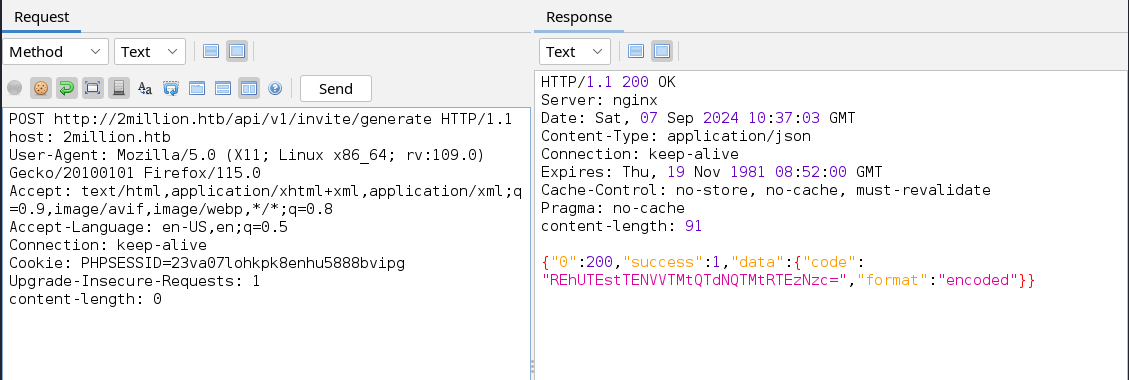 Request
Response
Method
Text
Text
Send
POST http://2million.htb/api/v1/invite/generate HTTP/1.1
host: 2million.htb
User-Agent: Mozilla/5.0 (X11; Linux x86_64; rv:109.0)
Gecko/20100101 Firefox/115.0
Accept: text/html,application/xhtml+xml,application/xml;q
=0.9,image/avif,image/webp,*/*;q=0.8
Accept-Language: en-US,en;q=0.5
Connection: keep-alive
Cookie: PHPSESSID=23va07lohkpk8enhu5888bvipg
Upgrade-Insecure-Requests: 1
content-length: 0
HTTP/1.1 200 OK
Server: nginx
Date: Sat, 07 Sep 2024 10:37:03 GMT
Content-Type: application/json
Connection: keep-alive
Expires: Thu, 19 Nov 1981 08:52:00 GMT
Cache-Control: no-store, no-cache, must-revalidate
Pragma: no-cache
content-length: 91
{"0":200,"success":1,"data":{"code":
"REhUTEstTENVVTMtQTdNQTMtRTEzNzc=","format":"encoded"}}